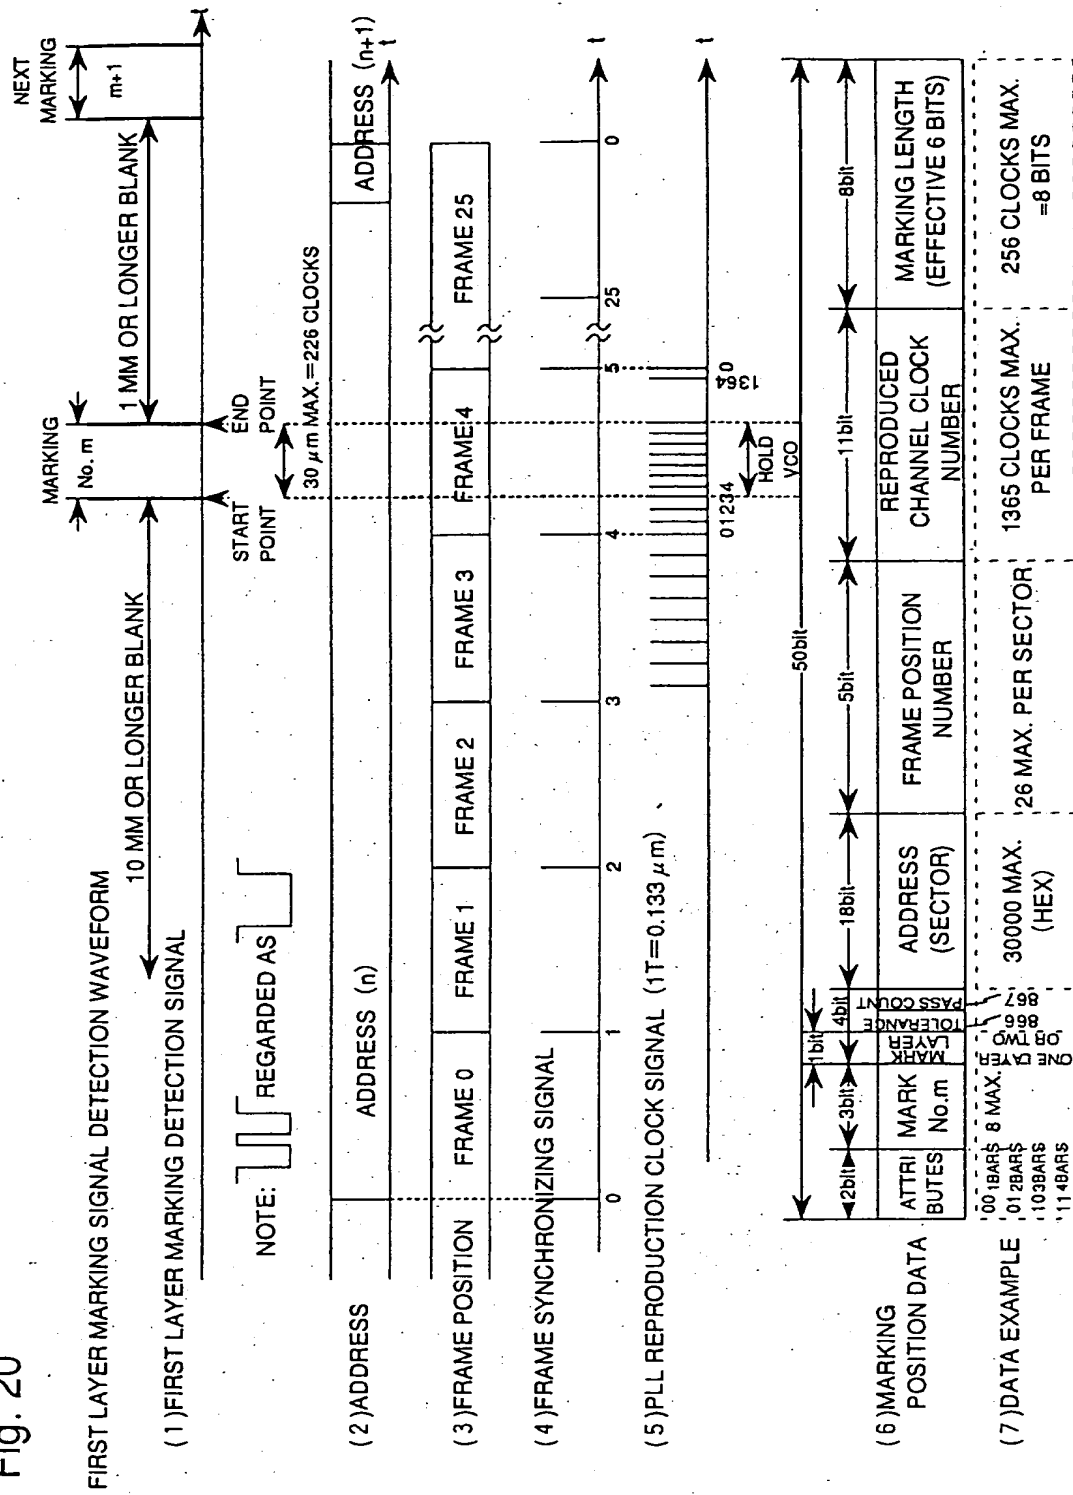 Fig. 20
FIRST LAYER MARKING SIGNAL DETECTION WAVEFORM
MARKING
No. m
NEXT
MARKING
m+1
10 MM OR LONGER BLANK
1 MM OR LONGER BLANK
(1)FIRST LAYER MARKING DETECTION SIGNAL
t
START
POINT
END
POINT
NOTE:
REGARDED AS
30 μm MAX.=226 CLOCKS
(2)ADDRESS
ADDRESS (n)
ADDRESS (n+1)
t
(3)FRAME POSITION
FRAME 0
FRAME 1
FRAME 2
FRAME 3
FRAME 4
FRAME 25
(4)FRAME SYNCHRONIZING SIGNAL
0
1
2
3
4
5
25
0
t
(5)PLL REPRODUCTION CLOCK SIGNAL (1T=0.133 μm)
01234
1364
0
t
HOLD
VCO
50bit
2bit
3bit
1bit
4bit
18bit
5bit
11bit
8bit
(6)MARKING
POSITION DATA
ATTRI
BUTES
MARK
No.m
MARK
LAYER
TOLERANCE
PASS COUNT
ADDRESS
(SECTOR)
FRAME POSITION
NUMBER
REPRODUCED
CHANNEL CLOCK
NUMBER
MARKING LENGTH
(EFFECTIVE 6 BITS)
(7)DATA EXAMPLE
00 1BARS
01 2BARS
10 3BARS
11 4BARS
8 MAX.
ONE LAYER
OR TWO
866
867
30000 MAX.
(HEX)
26 MAX. PER SECTOR
1365 CLOCKS MAX.
PER FRAME
256 CLOCKS MAX.
=8 BITS